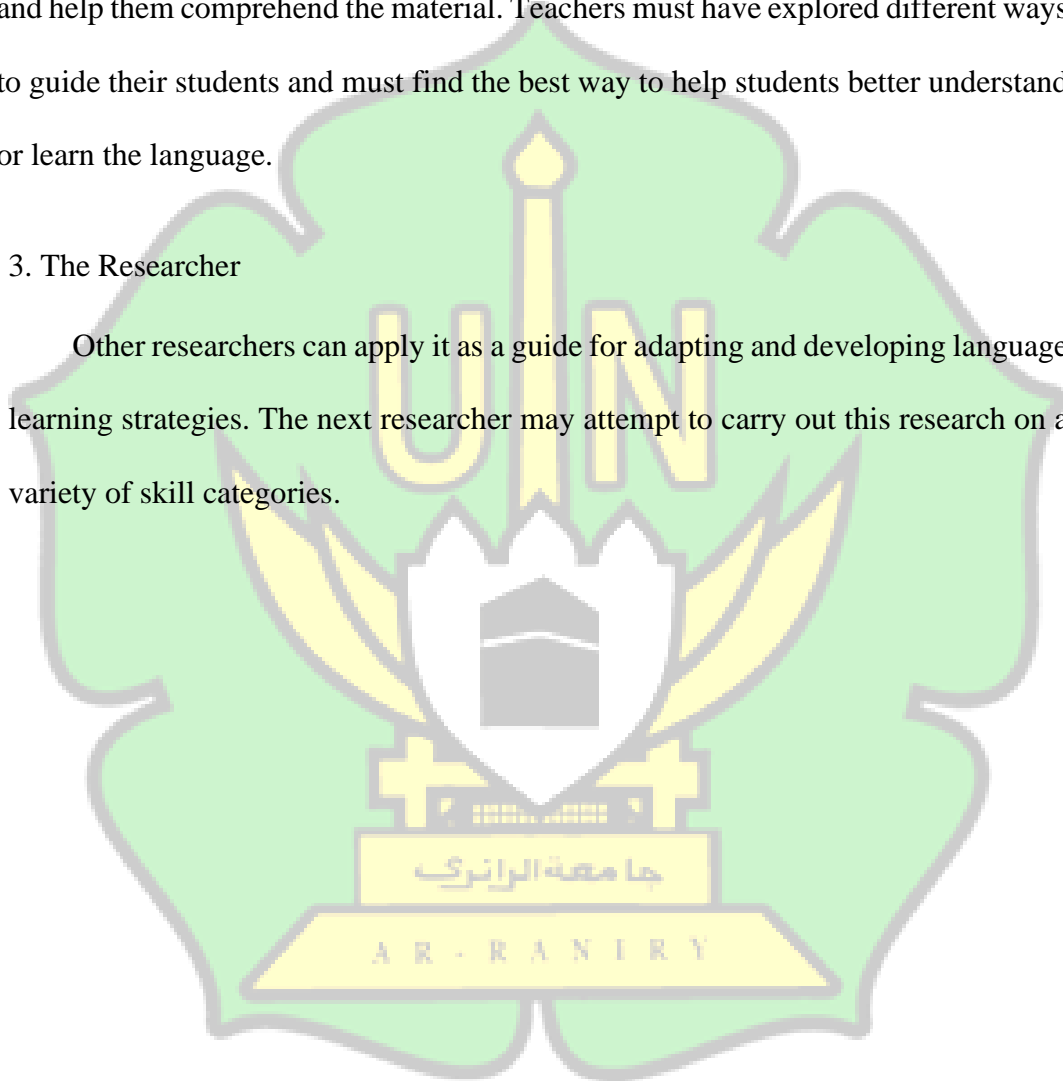 and help them comprehend the material. Teachers must have explored different ways
to guide their students and must find the best way to help students better understand
or learn the language.
3. The Researcher
Other researchers can apply it as a guide for adapting and developing language
learning strategies. The next researcher may attempt to carry out this research on a
variety of skill categories.
UIN
جامعة الرانري
AR-RANIRY